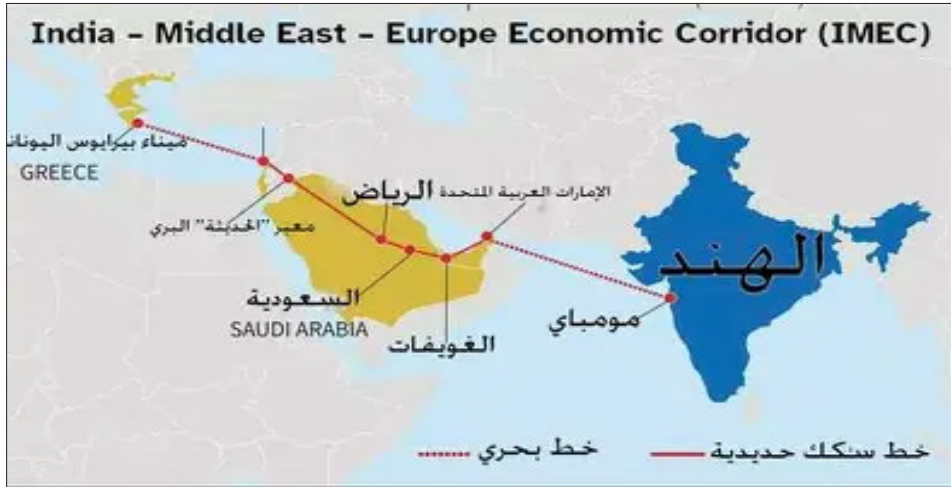 India – Middle East – Europe Economic Corridor (IMEC)
ميناء بيرايوس اليونان
GREECE
الرياض
الإمارات العربية المتحدة
معبر "الحديثة" البري
الهند
السعودية
SAUDI ARABIA
مومباي
الغويفات
خط بحري
خط سكك حديدية